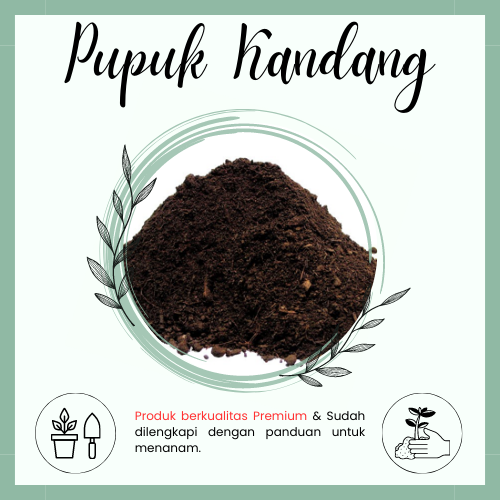 Pupuk Kandang
Produk berkualitas Premium & Sudah
dilengkapi dengan panduan untuk
menanam.